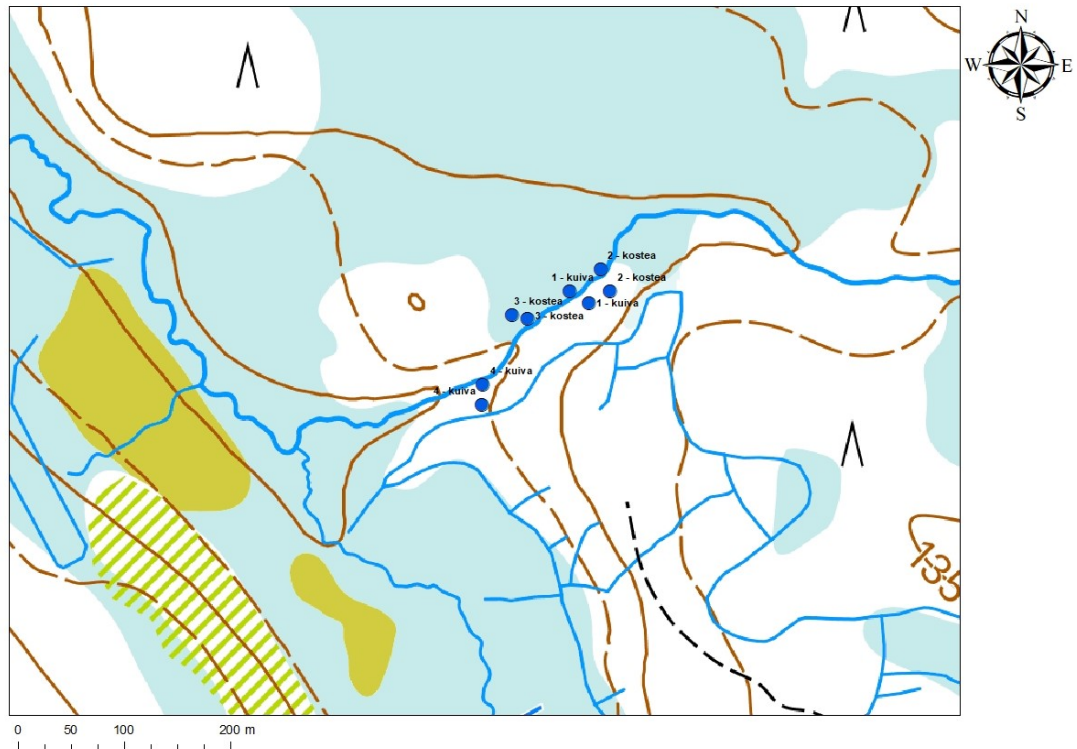 N
W E
S
2 - kostea
1 - kuiva
2 - kostea
3 - kostea
1 - kuiva
3 - kostea
4 - kuiva
4 - kuiva
135
0 50 100 200 m